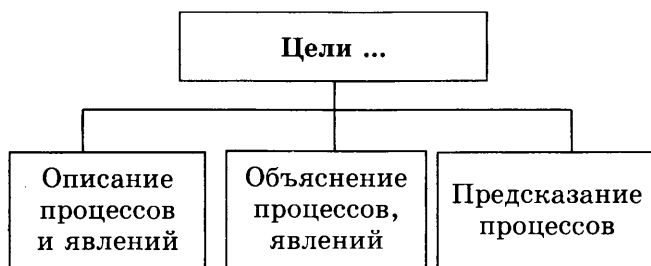 Цели ...
Описание
процессов
и явлений
Объяснение
процессов,
явлений
Предсказание
процессов